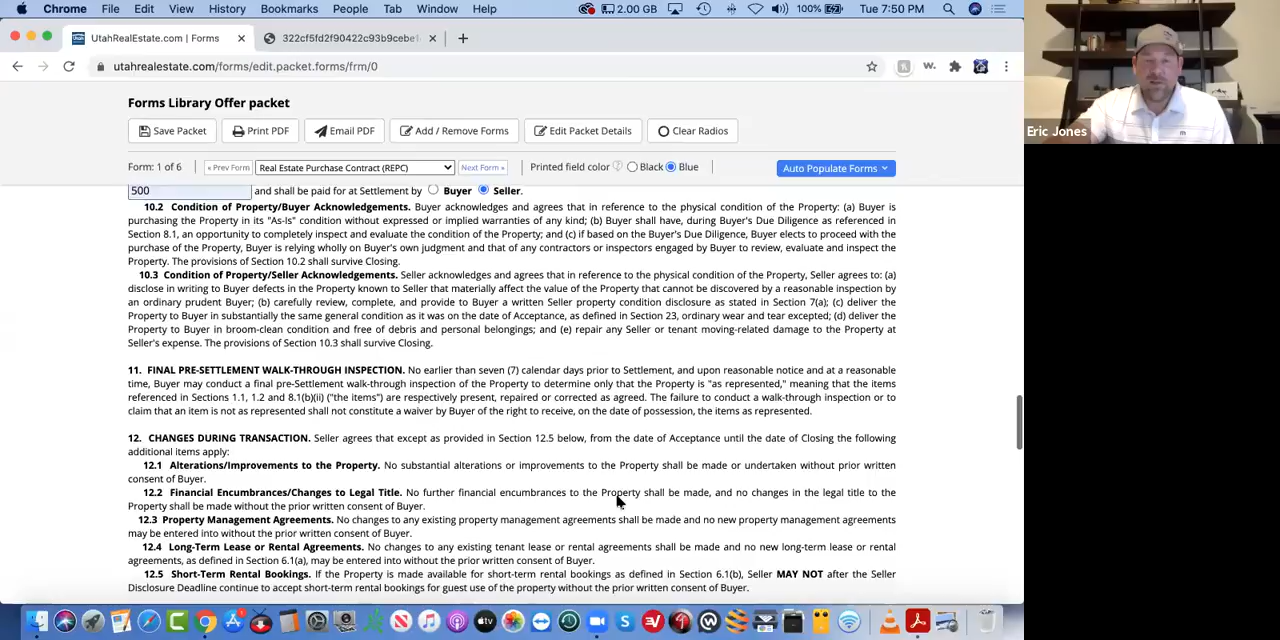 Chrome File Edit View History Bookmarks People Tab Window Help 2.00 GB 100% Tue 7:50 PM
UtahRealEstate.com | Forms 322cf5fd2f90422c93b9cebe
utahrealestate.com/forms/edit.packet.forms/frm/0
Forms Library Offer packet
Save Packet Print PDF Email PDF Add / Remove Forms Edit Packet Details Clear Radios
Form: 1 of 6 « Prev Form Real Estate Purchase Contract (REPC) Next Form » Printed field color Black Blue Auto Populate Forms
500 and shall be paid for at Settlement by Buyer Seller.
10.2 Condition of Property/Buyer Acknowledgements. Buyer acknowledges and agrees that in reference to the physical condition of the Property: (a) Buyer is
purchasing the Property in its "As-Is" condition without expressed or implied warranties of any kind; (b) Buyer shall have, during Buyer's Due Diligence as referenced in
Section 8.1, an opportunity to completely inspect and evaluate the condition of the Property; and (c) if based on the Buyer's Due Diligence, Buyer elects to proceed with the
purchase of the Property, Buyer is relying wholly on Buyer's own judgment and that of any contractors or inspectors engaged by Buyer to review, evaluate and inspect the
Property. The provisions of Section 10.2 shall survive Closing.
10.3 Condition of Property/Seller Acknowledgements. Seller acknowledges and agrees that in reference to the physical condition of the Property, Seller agrees to: (a)
disclose in writing to Buyer defects in the Property known to Seller that materially affect the value of the Property that cannot be discovered by a reasonable inspection by
an ordinary prudent Buyer; (b) carefully review, complete, and provide to Buyer a written Seller property condition disclosure as stated in Section 7(a); (c) deliver the
Property to Buyer in substantially the same general condition as it was on the date of Acceptance, as defined in Section 23, ordinary wear and tear excepted; (d) deliver the
Property to Buyer in broom-clean condition and free of debris and personal belongings; and (e) repair any Seller or tenant moving-related damage to the Property at
Seller's expense. The provisions of Section 10.3 shall survive Closing.
11. FINAL PRE-SETTLEMENT WALK-THROUGH INSPECTION. No earlier than seven (7) calendar days prior to Settlement, and upon reasonable notice and at a reasonable
time, Buyer may conduct a final pre-Settlement walk-through inspection of the Property to determine only that the Property is "as represented," meaning that the items
referenced in Sections 1.1, 1.2 and 8.1(b)(ii) ("the items") are respectively present, repaired or corrected as agreed. The failure to conduct a walk-through inspection or to
claim that an item is not as represented shall not constitute a waiver by Buyer of the right to receive, on the date of possession, the items as represented.
12. CHANGES DURING TRANSACTION. Seller agrees that except as provided in Section 12.5 below, from the date of Acceptance until the date of Closing the following
additional items apply:
12.1 Alterations/Improvements to the Property. No substantial alterations or improvements to the Property shall be made or undertaken without prior written
consent of Buyer.
12.2 Financial Encumbrances/Changes to Legal Title. No further financial encumbrances to the Property shall be made, and no changes in the legal title to the
Property shall be made without the prior written consent of Buyer.
12.3 Property Management Agreements. No changes to any existing property management agreements shall be made and no new property management agreements
may be entered into without the prior written consent of Buyer.
12.4 Long-Term Lease or Rental Agreements. No changes to any existing tenant lease or rental agreements shall be made and no new long-term lease or rental
agreements, as defined in Section 6.1(a), may be entered into without the prior written consent of Buyer.
12.5 Short-Term Rental Bookings. If the Property is made available for short-term rental bookings as defined in Section 6.1(b), Seller MAY NOT after the Seller
Disclosure Deadline continue to accept short-term rental bookings for guest use of the property without the prior written consent of Buyer.
Eric Jones